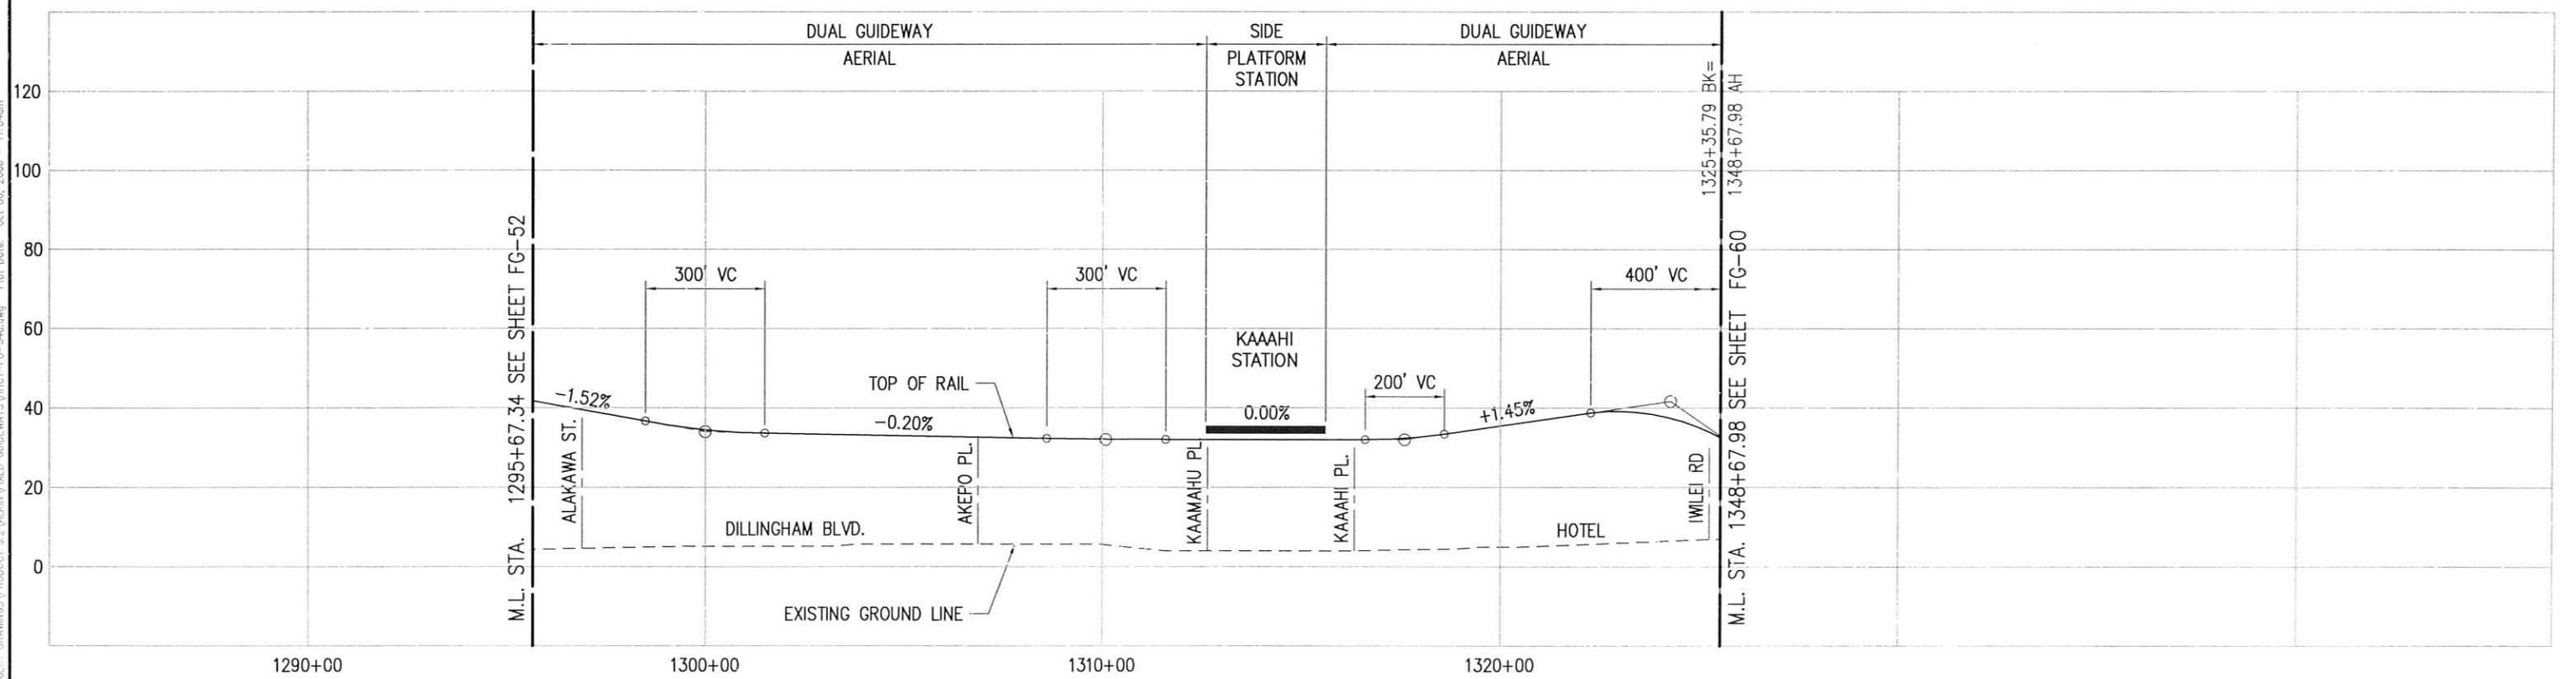 DUAL GUIDEWAY
AERIAL
SIDE
PLATFORM
STATION
DUAL GUIDEWAY
AERIAL
1325+35.79 BK=
1348+67.98 AH
120
100
80
60
40
20
0
M.L. STA. 1295+67.34 SEE SHEET FG-52
300' VC
300' VC
400' VC
KAAAHI
STATION
200' VC
TOP OF RAIL
-1.52%
-0.20%
0.00%
+1.45%
ALAKAWA ST.
AKEPO PL.
KAAMAHU PL.
KAAAHI PL.
IWILEI RD
DILLINGHAM BLVD.
HOTEL
EXISTING GROUND LINE
M.L. STA. 1348+67.98 SEE SHEET FG-60
1290+00
1300+00
1310+00
1320+00